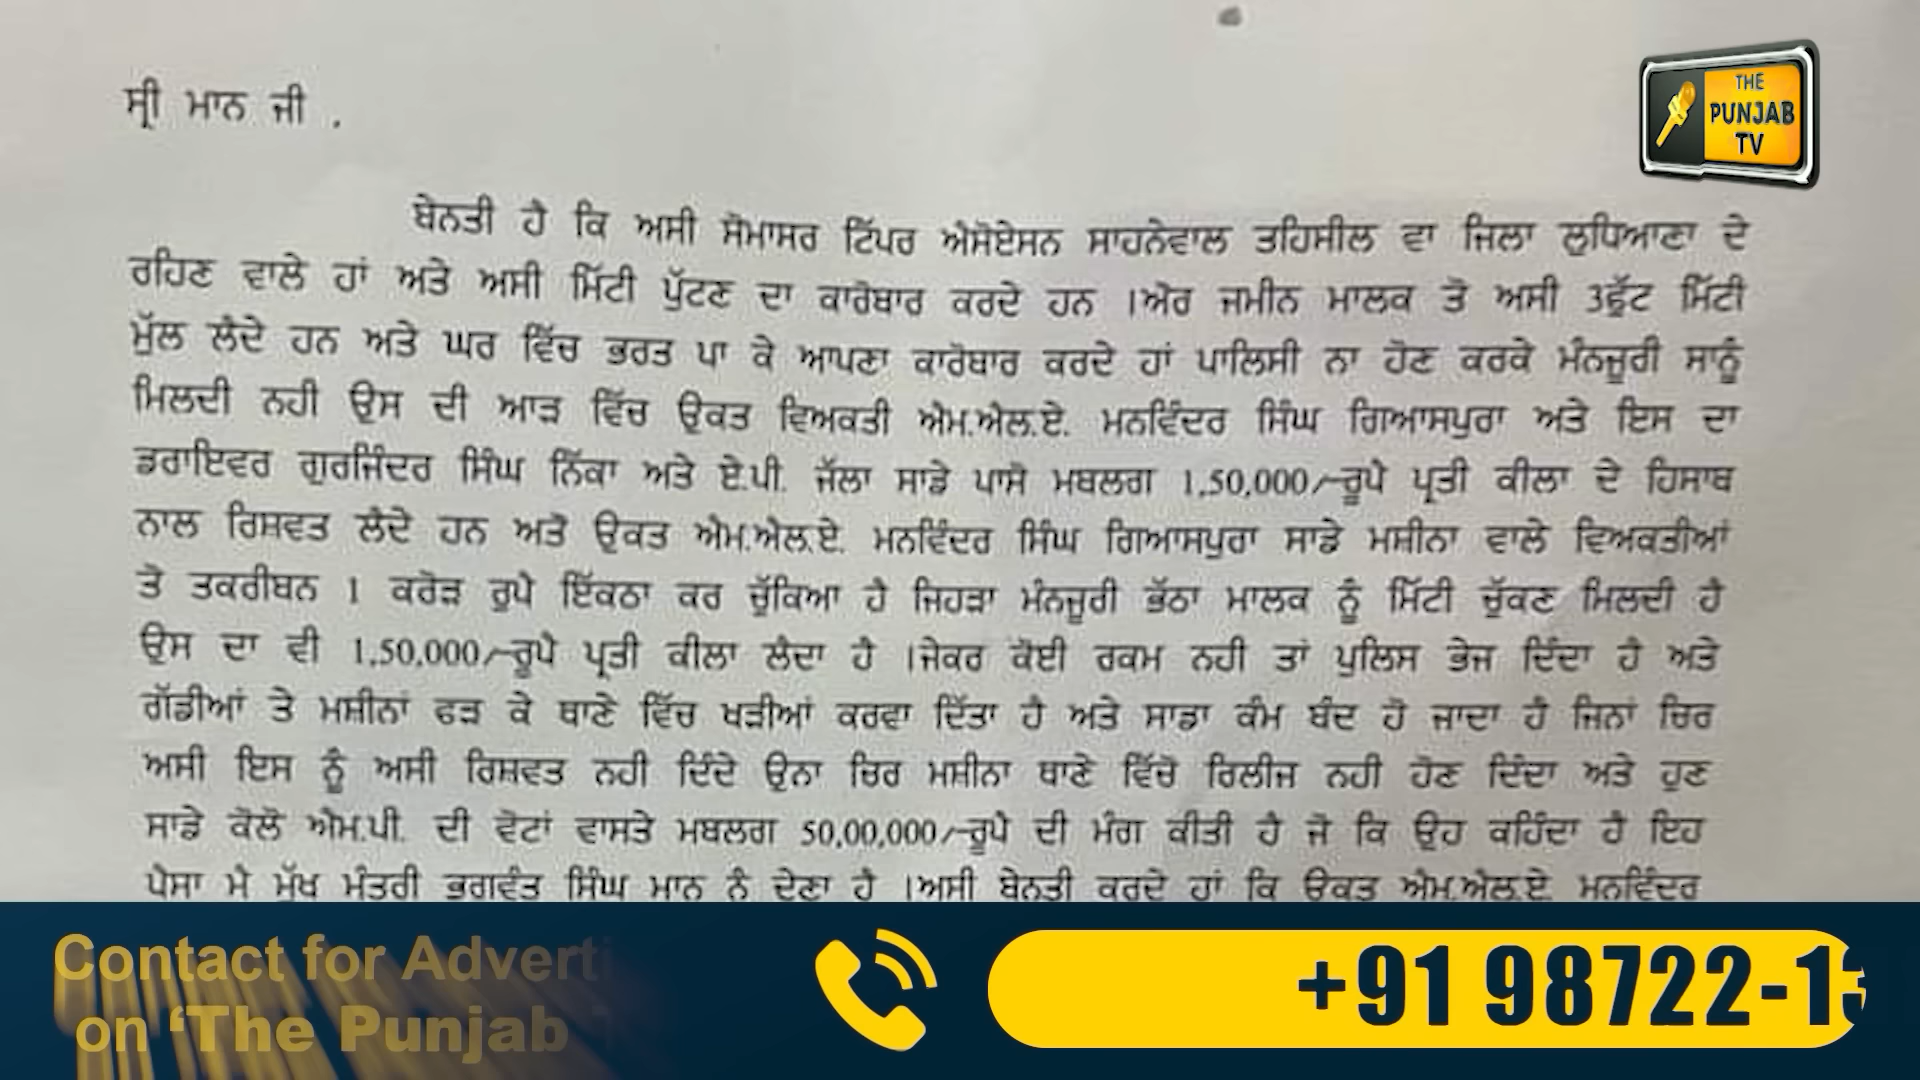 ਸ੍ਰੀ ਮਾਨ ਜੀ .
THE
PUNJAB
TV
ਬੇਨਤੀ ਹੈ ਕਿ ਅਸੀ ਸੋਮਾਸਰ ਟਿੱਪਰ ਐਸੋਏਸਨ ਸਾਹਨੇਵਾਲ ਤਹਿਸੀਲ ਵਾ ਜਿਲਾ ਲੁਧਿਆਣਾ ਦੇ
ਰਹਿਣ ਵਾਲੇ ਹਾਂ ਅਤੇ ਅਸੀ ਮਿੱਟੀ ਪੁੱਟਣ ਦਾ ਕਾਰੋਬਾਰ ਕਰਦੇ ਹਨ ।ਔਰ ਜਮੀਨ ਮਾਲਕ ਤੋ ਅਸੀ 3ਫੁੱਟ ਮਿੱਟੀ
ਮੁੱਲ ਲੈਦੇ ਹਨ ਅਤੇ ਘਰ ਵਿੱਚ ਭਰਤ ਪਾ ਕੇ ਆਪਣਾ ਕਾਰੋਬਾਰ ਕਰਦੇ ਹਾਂ ਪਾਲਿਸੀ ਨਾ ਹੋਣ ਕਰਕੇ ਮੰਨਜੂਰੀ ਸਾਨੂੰ
ਮਿਲਦੀ ਨਹੀ ਉਸ ਦੀ ਆੜ ਵਿੱਚ ਉਕਤ ਵਿਅਕਤੀ ਐਮ.ਐਲ.ਏ. ਮਨਵਿੰਦਰ ਸਿੰਘ ਗਿਆਸਪੁਰਾ ਅਤੇ ਇਸ ਦਾ
ਡਰਾਇਵਰ ਗੁਰਜਿੰਦਰ ਸਿੰਘ ਨਿੱਕਾ ਅਤੇ ਏ.ਪੀ. ਜੱਲਾ ਸਾਡੇ ਪਾਸੋ ਮਬਲਗ 1,50,000/-ਰੂਪੈ ਪ੍ਰਤੀ ਕੀਲਾ ਦੇ ਹਿਸਾਬ
ਨਾਲ ਰਿਸ਼ਵਤ ਲੈਦੇ ਹਨ ਅਤੇ ਉਕਤ ਐਮ.ਐਲ.ਏ. ਮਨਵਿੰਦਰ ਸਿੰਘ ਗਿਆਸਪੁਰਾ ਸਾਡੇ ਮਸ਼ੀਨਾ ਵਾਲੇ ਵਿਅਕਤੀਆਂ
ਤੋ ਤਕਰੀਬਨ 1 ਕਰੋੜ ਰੁਪੈ ਇੱਕਠਾ ਕਰ ਚੁੱਕਿਆ ਹੈ ਜਿਹੜਾ ਮੰਨਜੂਰੀ ਭੱਠਾ ਮਾਲਕ ਨੂੰ ਮਿੱਟੀ ਚੁੱਕਣ ਮਿਲਦੀ ਹੈ
ਉਸ ਦਾ ਵੀ 1,50,000/-ਰੂਪੈ ਪ੍ਰਤੀ ਕੀਲਾ ਲੈਦਾ ਹੈ ।ਜੇਕਰ ਕੋਈ ਰਕਮ ਨਹੀ ਤਾਂ ਪੁਲਿਸ ਭੇਜ ਦਿੰਦਾ ਹੈ ਅਤੇ
ਗੱਡੀਆਂ ਤੇ ਮਸ਼ੀਨਾਂ ਫੜ ਕੇ ਥਾਣੇ ਵਿੱਚ ਖੜੀਆਂ ਕਰਵਾ ਦਿੱਤਾ ਹੈ ਅਤੇ ਸਾਡਾ ਕੰਮ ਬੰਦ ਹੋ ਜਾਦਾ ਹੈ ਜਿਨਾਂ ਚਿਰ
ਅਸੀ ਇਸ ਨੂੰ ਅਸੀ ਰਿਸ਼ਵਤ ਨਹੀ ਦਿੰਦੇ ਉਨਾ ਚਿਰ ਮਸ਼ੀਨਾ ਥਾਣੇ ਵਿੱਚੋ ਰਿਲੀਜ ਨਹੀ ਹੋਣ ਦਿੰਦਾ ਅਤੇ ਹੁਣ
ਸਾਡੇ ਕੋਲੋ ਐਮ.ਪੀ. ਦੀ ਵੋਟਾਂ ਵਾਸਤੇ ਮਬਲਗ 50,00,000/-ਰੂਪੈ ਦੀ ਮੰਗ ਕੀਤੀ ਹੈ ਜੋ ਕਿ ਉਹ ਕਹਿੰਦਾ ਹੈ ਇਹ
ਪੈਸਾ ਮੈ ਮੁੱਖ ਮੰਤਰੀ ਭਗਵੰਤ ਸਿੰਘ ਮਾਨ ਨੂੰ ਦੇਣਾ ਹੈ ।ਅਸੀ ਬੇਨਤੀ ਕਰਦੇ ਹਾਂ ਕਿ ਉਕਤ ਐਮ.ਐਲ.ਏ. ਮਨਵਿੰਦਰ
Contact for Adverti
on ‘The Punjab
+91 98722-13